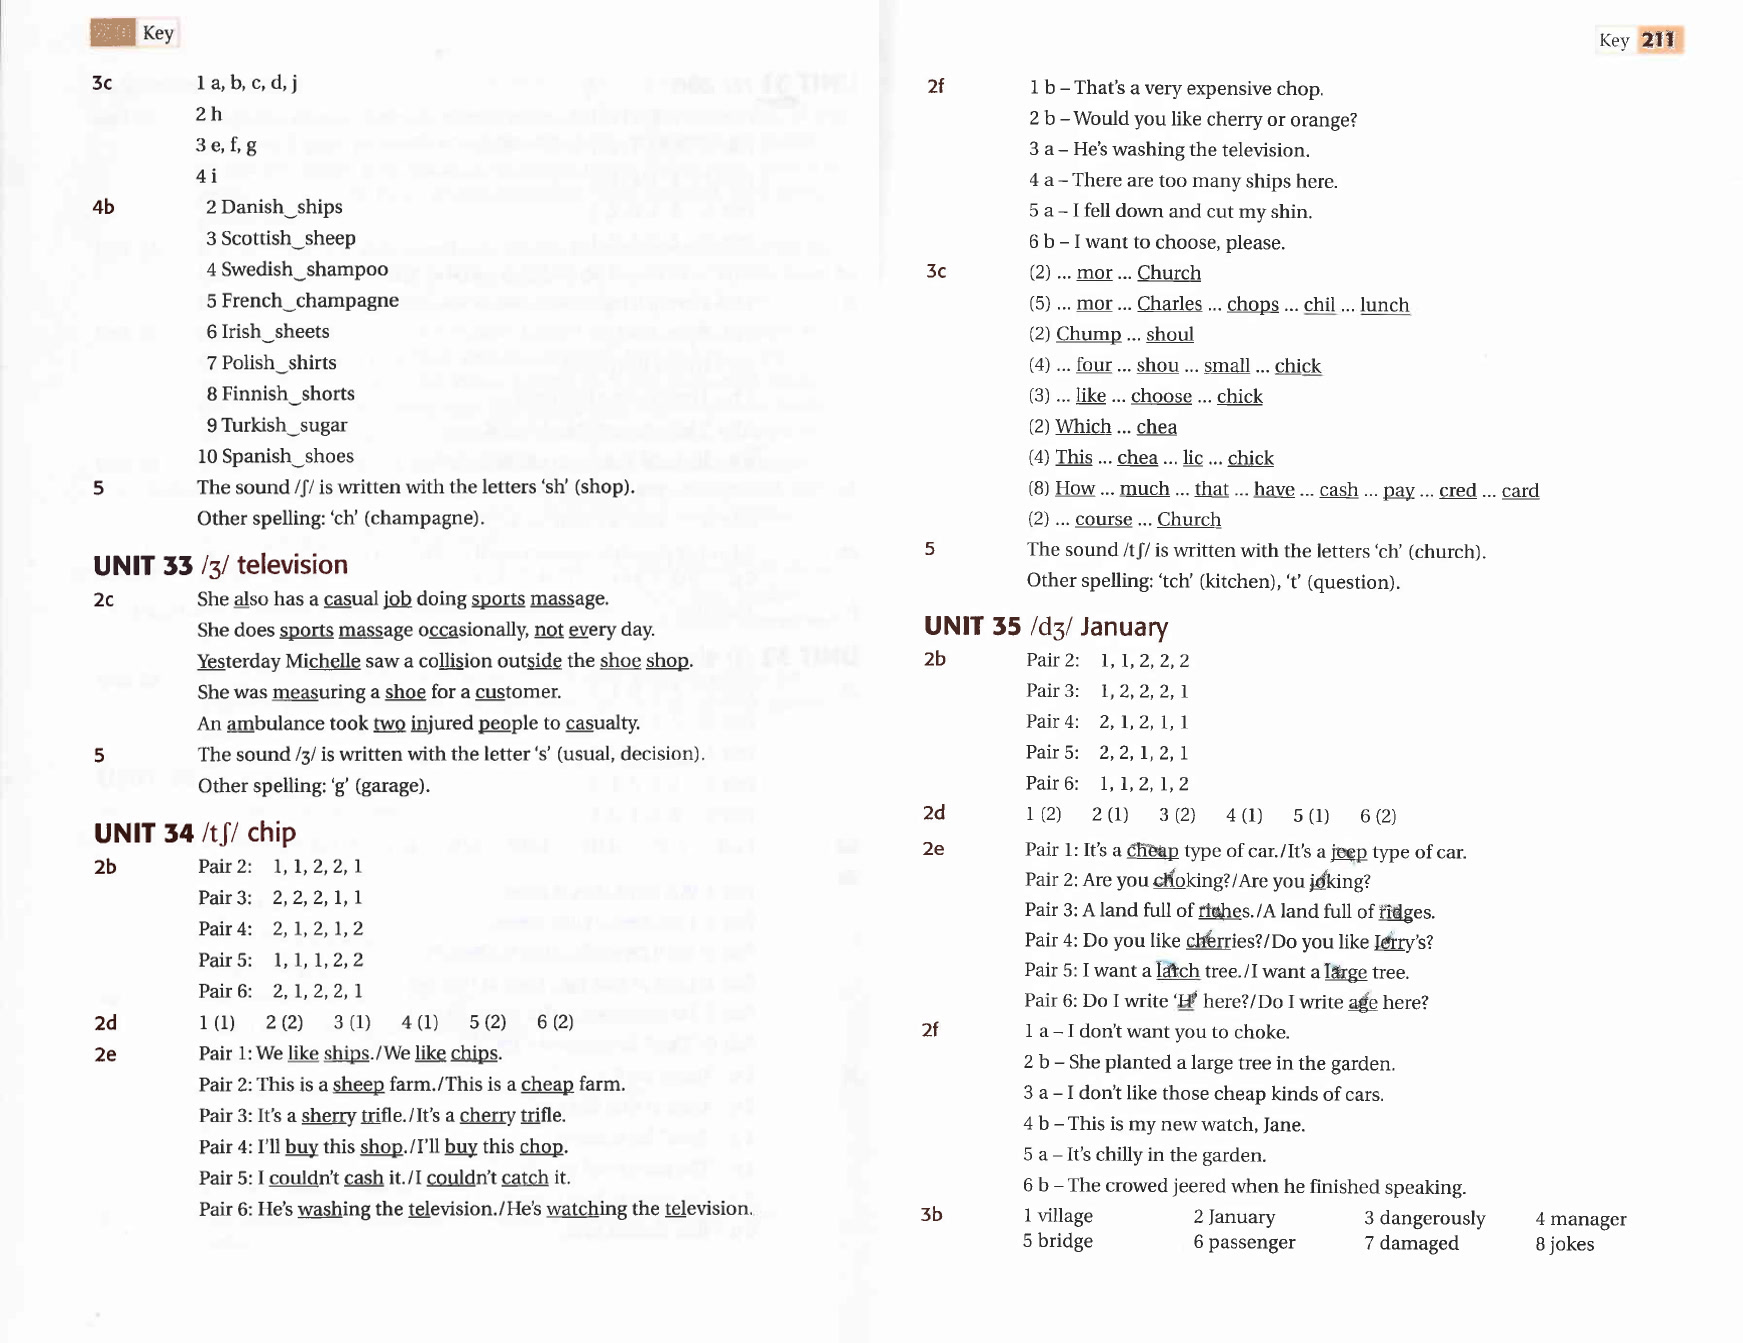 Key
3c 1 a, b, c, d, j
2 h
3 e, f, g
4 i
4b 2 Danish‿ships
3 Scottish‿sheep
4 Swedish‿shampoo
5 French‿champagne
6 Irish‿sheets
7 Polish‿shirts
8 Finnish‿shorts
9 Turkish‿sugar
10 Spanish‿shoes
5 The sound /ʃ/ is written with the letters ‘sh’ (shop).
Other spelling: ‘ch’ (champagne).
UNIT 33 /ʒ/ television
2c She also has a casual job doing sports massage.
She does sports massage occasionally, not every day.
Yesterday Michelle saw a collision outside the shoe shop.
She was measuring a shoe for a customer.
An ambulance took two injured people to casualty.
5 The sound /ʒ/ is written with the letter ‘s’ (usual, decision).
Other spelling: ‘g’ (garage).
UNIT 34 /tʃ/ chip
2b Pair 2: 1, 1, 2, 2, 1
Pair 3: 2, 2, 2, 1, 1
Pair 4: 2, 1, 2, 1, 2
Pair 5: 1, 1, 1, 2, 2
Pair 6: 2, 1, 2, 2, 1
2d 1 (1) 2 (2) 3 (1) 4 (1) 5 (2) 6 (2)
2e Pair 1: We like ships./We like chips.
Pair 2: This is a sheep farm./This is a cheap farm.
Pair 3: It’s a sherry trifle./It’s a cherry trifle.
Pair 4: I’ll buy this shop./I’ll buy this chop.
Pair 5: I couldn’t cash it./I couldn’t catch it.
Pair 6: He’s washing the television./He’s watching the television.
Key 211
2f 1 b – That’s a very expensive chop.
2 b – Would you like cherry or orange?
3 a – He’s washing the television.
4 a – There are too many ships here.
5 a – I fell down and cut my shin.
6 b – I want to choose, please.
3c (2) ... mor ... Church
(5) ... mor ... Charles ... chops ... chil ... lunch
(2) Chump ... shoul
(4) ... four ... shou ... small ... chick
(3) ... like ... choose ... chick
(2) Which ... chea
(4) This ... chea ... lic ... chick
(8) How ... much ... that ... have ... cash ... pay ... cred ... card
(2) ... course ... Church
5 The sound /tʃ/ is written with the letters ‘ch’ (church).
Other spelling: ‘tch’ (kitchen), ‘t’ (question).
UNIT 35 /dʒ/ January
2b Pair 2: 1, 1, 2, 2, 2
Pair 3: 1, 2, 2, 2, 1
Pair 4: 2, 1, 2, 1, 1
Pair 5: 2, 2, 1, 2, 1
Pair 6: 1, 1, 2, 1, 2
2d 1 (2) 2 (1) 3 (2) 4 (1) 5 (1) 6 (2)
2e Pair 1: It’s a cheap type of car./It’s a jeep type of car.
Pair 2: Are you choking?/Are you joking?
Pair 3: A land full of riches./A land full of ridges.
Pair 4: Do you like cherries?/Do you like Jerry’s?
Pair 5: I want a larch tree./I want a large tree.
Pair 6: Do I write ‘H’ here?/Do I write age here?
2f 1 a – I don’t want you to choke.
2 b – She planted a large tree in the garden.
3 a – I don’t like those cheap kinds of cars.
4 b – This is my new watch, Jane.
5 a – It’s chilly in the garden.
6 b – The crowed jeered when he finished speaking.
3b 1 village 2 January 3 dangerously 4 manager
5 bridge 6 passenger 7 damaged 8 jokes